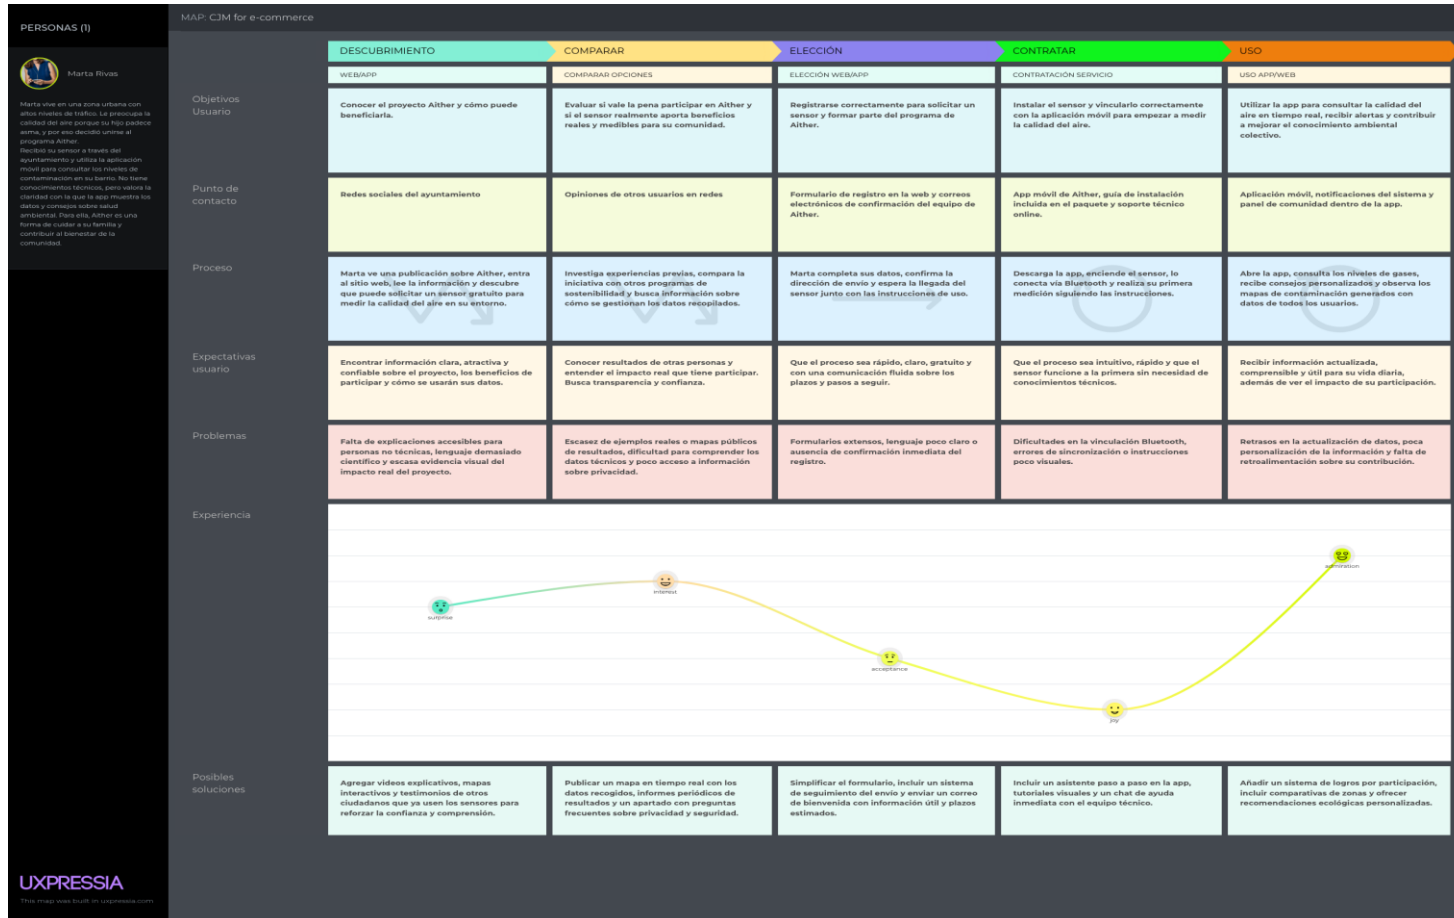 PERSONAS (1)
Marta Rivas
Marta vive en una zona urbana con
altos niveles de tráfico. Le preocupa la
calidad del aire porque su hijo padece
asma, y por eso decidió unirse al
programa Aither.
Recibió su sensor a través del
ayuntamiento y utiliza la aplicación
móvil para consultar los niveles de
contaminación en su barrio. No tiene
conocimientos técnicos, pero valora la
claridad con la que la app muestra los
datos y consejos sobre salud
ambiental. Para ella, Aither es una
forma de cuidar a su familia y
contribuir al bienestar de la
comunidad.
MAP: CJM for e-commerce
DESCUBRIMIENTO
COMPARAR
ELECCIÓN
CONTRATAR
USO
WEB/APP
COMPARAR OPCIONES
ELECCIÓN WEB/APP
CONTRATACIÓN SERVICIO
USO APP/WEB
Objetivos
Usuario
Conocer el proyecto Aither y cómo puede
beneficiarla.
Evaluar si vale la pena participar en Aither y
si el sensor realmente aporta beneficios
reales y medibles para su comunidad.
Registrarse correctamente para solicitar un
sensor y formar parte del programa de
Aither.
Instalar el sensor y vincularlo correctamente
con la aplicación móvil para empezar a medir
la calidad del aire.
Utilizar la app para consultar la calidad del
aire en tiempo real, recibir alertas y contribuir
a mejorar el conocimiento ambiental
colectivo.
Punto de
contacto
Redes sociales del ayuntamiento
Opiniones de otros usuarios en redes
Formulario de registro en la web y correos
electrónicos de confirmación del equipo de
Aither.
App móvil de Aither, guía de instalación
incluida en el paquete y soporte técnico
online.
Aplicación móvil, notificaciones del sistema y
panel de comunidad dentro de la app.
Proceso
Marta ve una publicación sobre Aither, entra
al sitio web, lee la información y descubre
que puede solicitar un sensor gratuito para
medir la calidad del aire en su entorno.
Investiga experiencias previas, compara la
iniciativa con otros programas de
sostenibilidad y busca información sobre
cómo se gestionan los datos recopilados.
Marta completa sus datos, confirma la
dirección de envío y espera la llegada del
sensor junto con las instrucciones de uso.
Descarga la app, enciende el sensor, lo
conecta vía Bluetooth y realiza su primera
medición siguiendo las instrucciones.
Abre la app, consulta los niveles de gases,
recibe consejos personalizados y observa los
mapas de contaminación generados con
datos de todos los usuarios.
Expectativas
usuario
Encontrar información clara, atractiva y
confiable sobre el proyecto, los beneficios de
participar y cómo se usarán sus datos.
Conocer resultados de otras personas y
entender el impacto real que tiene participar.
Busca transparencia y confianza.
Que el proceso sea rápido, claro, gratuito y
con una comunicación fluida sobre los
plazos y pasos a seguir.
Que el proceso sea intuitivo, rápido y que el
sensor funcione a la primera sin necesidad de
conocimientos técnicos.
Recibir información actualizada,
comprensible y útil para su vida diaria,
además de ver el impacto de su participación.
Problemas
Falta de explicaciones accesibles para
personas no técnicas, lenguaje demasiado
científico y escasa evidencia visual del
impacto real del proyecto.
Escasez de ejemplos reales o mapas públicos
de resultados, dificultad para comprender los
datos técnicos y poco acceso a información
sobre privacidad.
Formularios extensos, lenguaje poco claro o
ausencia de confirmación inmediata del
registro.
Dificultades en la vinculación Bluetooth,
errores de sincronización o instrucciones
poco visuales.
Retrasos en la actualización de datos, poca
personalización de la información y falta de
retroalimentación sobre su contribución.
Experiencia
surprise
interest
acceptance
joy
admiration
Posibles
soluciones
Agregar videos explicativos, mapas
interactivos y testimonios de otros
ciudadanos que ya usen los sensores para
reforzar la confianza y comprensión.
Publicar un mapa en tiempo real con los
datos recogidos, informes periódicos de
resultados y un apartado con preguntas
frecuentes sobre privacidad y seguridad.
Simplificar el formulario, incluir un sistema
de seguimiento del envío y enviar un correo
de bienvenida con información útil y plazos
estimados.
Incluir un asistente paso a paso en la app,
tutoriales visuales y un chat de ayuda
inmediata con el equipo técnico.
Añadir un sistema de logros por participación,
incluir comparativas de zonas y ofrecer
recomendaciones ecológicas personalizadas.
UXPRESSIA
This map was built in uxpressia.com